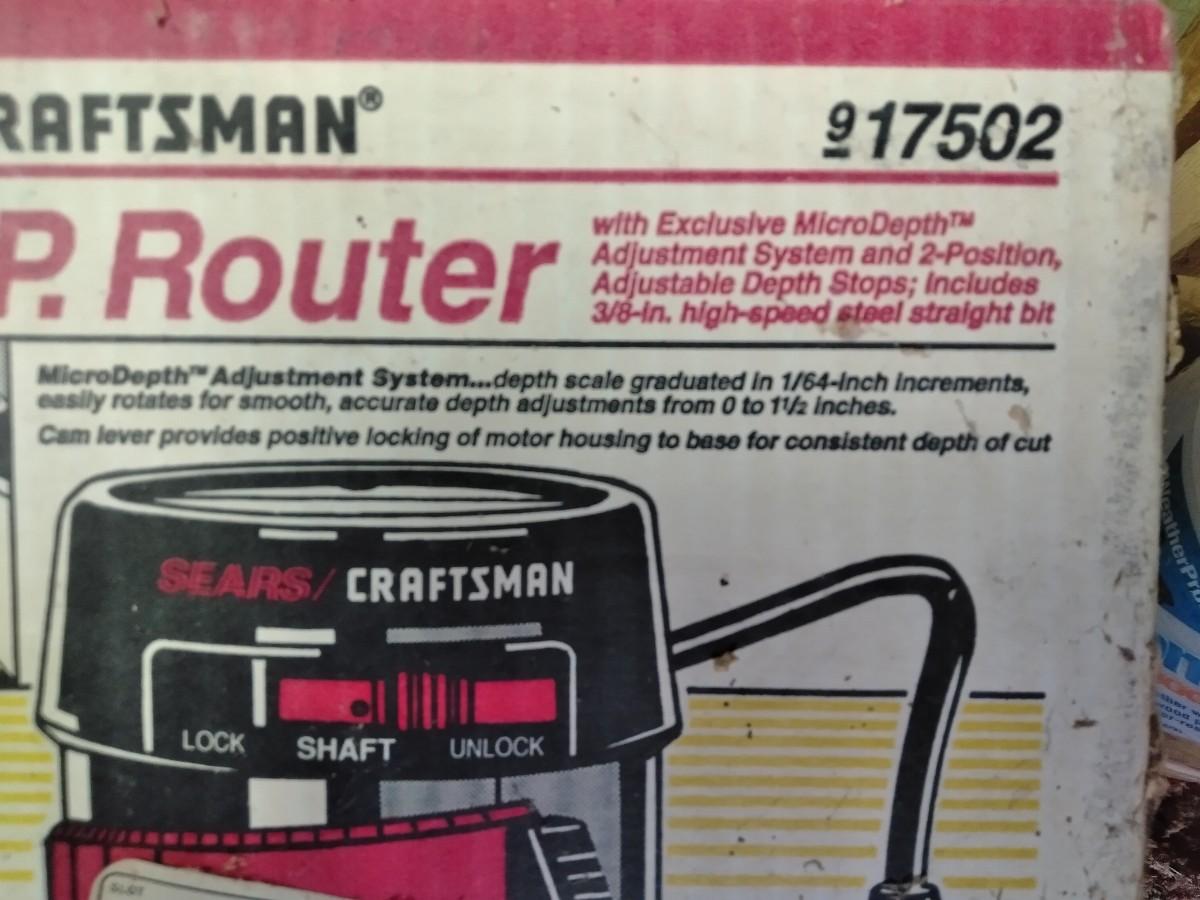 RAFTSMAN®
917502
P. Router
with Exclusive MicroDepth™
Adjustment System and 2-Position,
Adjustable Depth Stops; Includes
3/8-in. high-speed steel straight bit
MicroDepth™ Adjustment System...depth scale graduated in 1/64-inch increments,
easily rotates for smooth, accurate depth adjustments from 0 to 1 1/2 inches.
Cam lever provides positive locking of motor housing to base for consistent depth of cut
SEARS/ CRAFTSMAN
LOCK SHAFT UNLOCK
WeatherPro